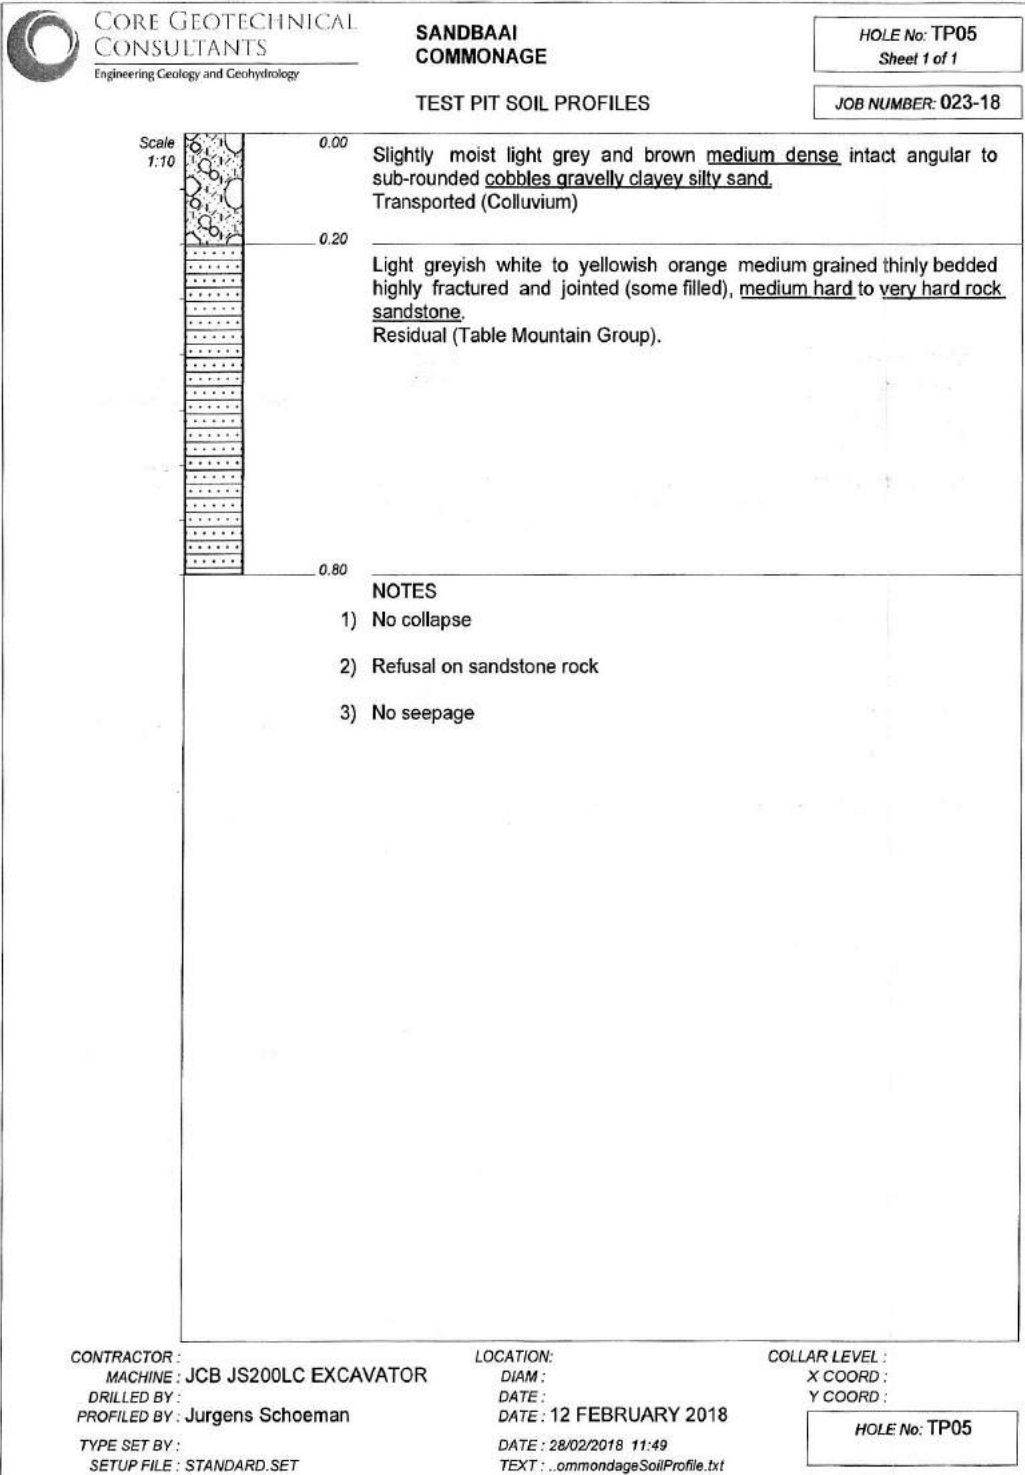 CORE GEOTECHNICAL
CONSULTANTS
Engineering Geology and Geohydrology
SANDBAAI
COMMONAGE
TEST PIT SOIL PROFILES
HOLE No: TP05
Sheet 1 of 1
JOB NUMBER: 023-18
Scale
1:10
0.00
Slightly moist light grey and brown medium dense intact angular to
sub-rounded cobbles gravelly clayey silty sand.
Transported (Colluvium)
0.20
Light greyish white to yellowish orange medium grained thinly bedded
highly fractured and jointed (some filled), medium hard to very hard rock
sandstone.
Residual (Table Mountain Group).
0.80
NOTES
1) No collapse
2) Refusal on sandstone rock
3) No seepage
CONTRACTOR :
MACHINE : JCB JS200LC EXCAVATOR
DRILLED BY :
PROFILED BY : Jurgens Schoeman
TYPE SET BY :
SETUP FILE : STANDARD.SET
LOCATION:
DIAM :
DATE :
DATE : 12 FEBRUARY 2018
DATE : 28/02/2018 11:49
TEXT : ..ommondageSoilProfile.txt
COLLAR LEVEL :
X COORD :
Y COORD :
HOLE No: TP05